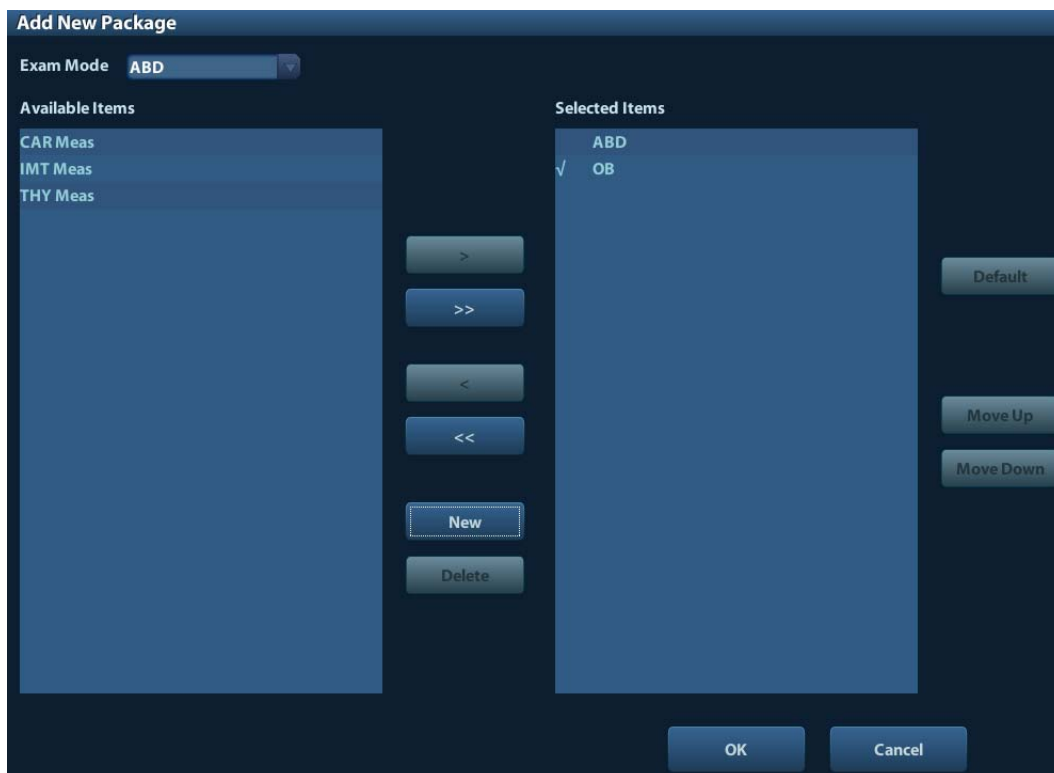 Add New Package
Exam Mode ABD
Available Items
Selected Items
CAR Meas
IMT Meas
THY Meas
ABD
√ OB
>
>>
<
<<
New
Delete
Default
Move Up
Move Down
OK
Cancel